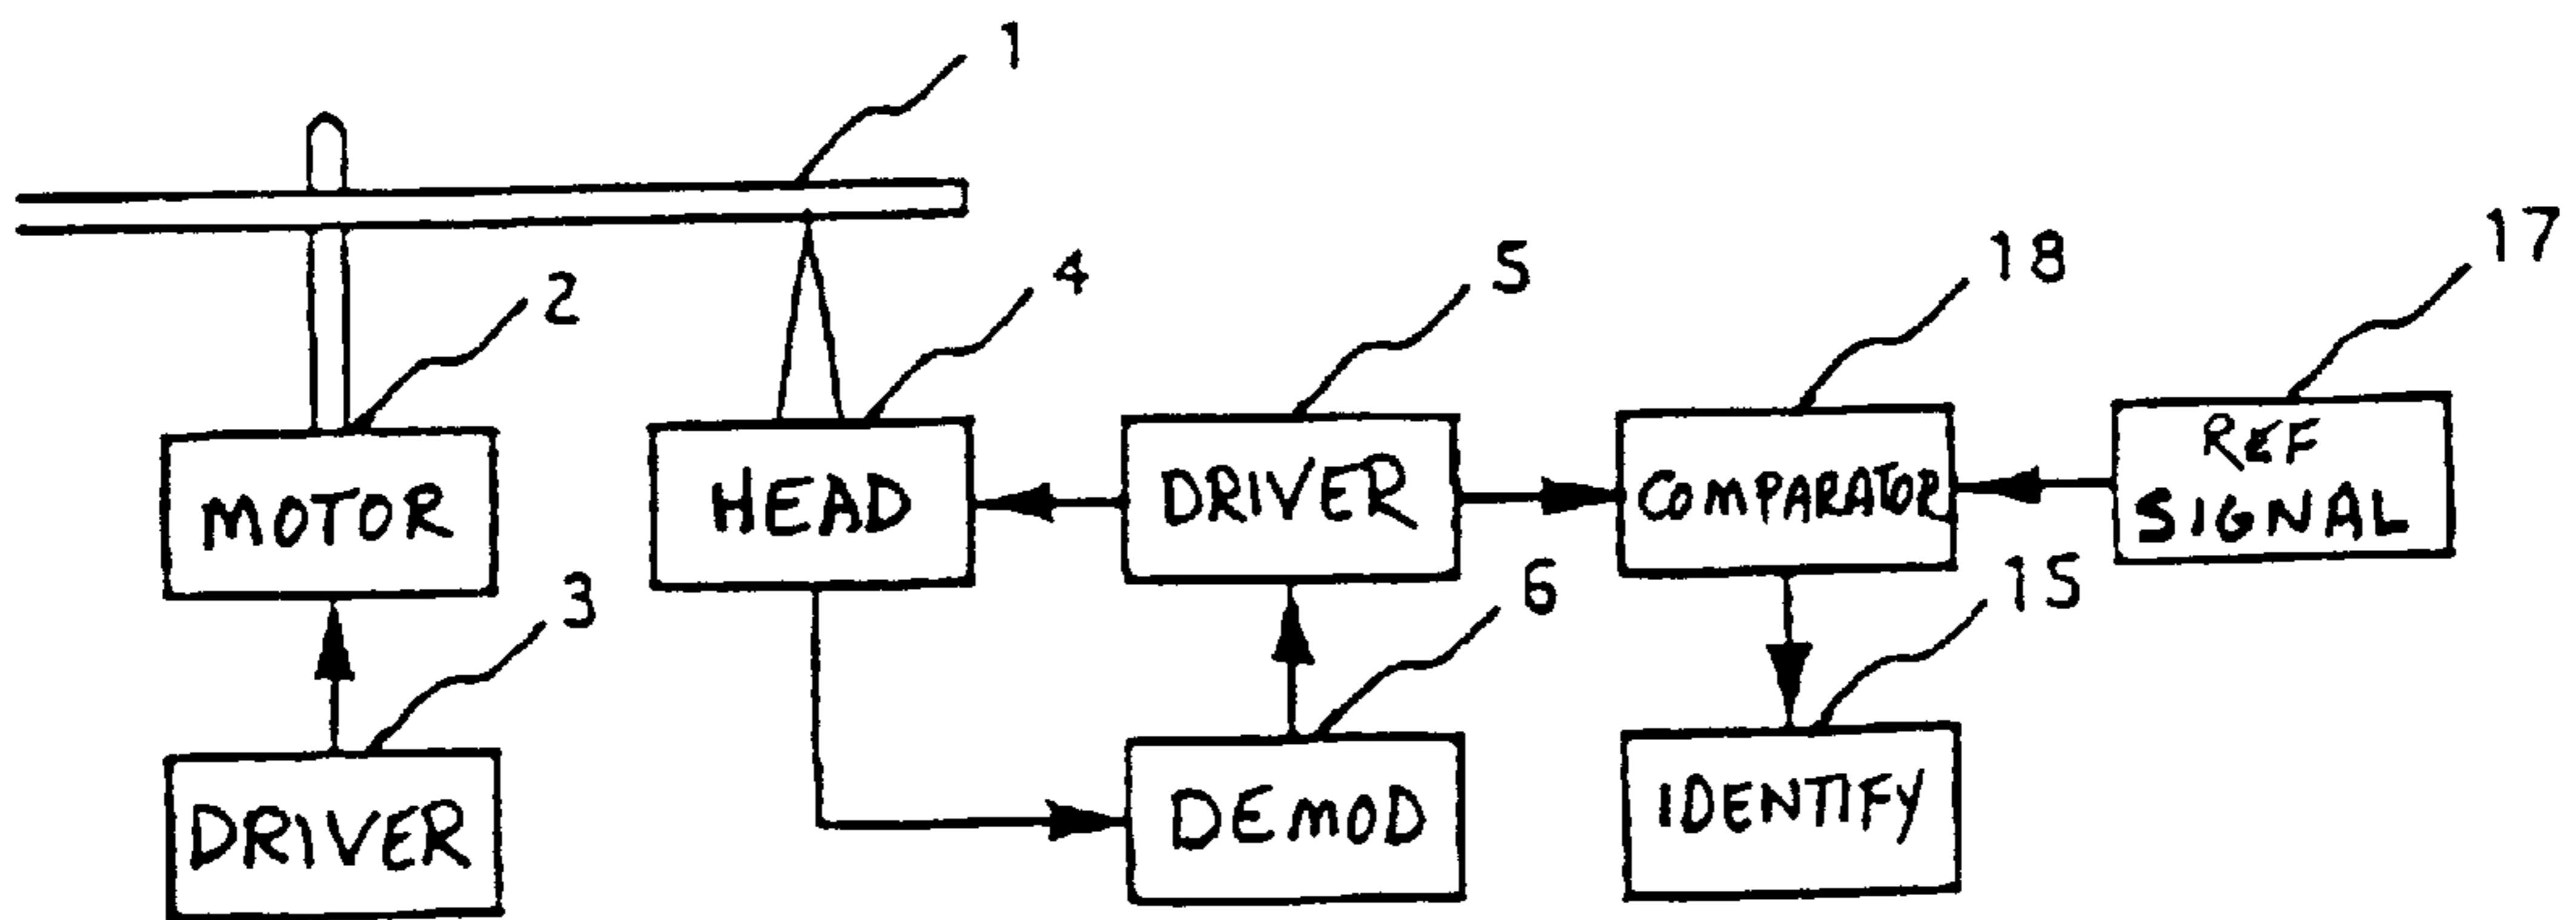 1
17
18
5
4
2
REF
SIGNAL
COMPARATOR
DRIVER
HEAD
MOTOR
15
6
3
IDENTIFY
DEMOD
DRIVER